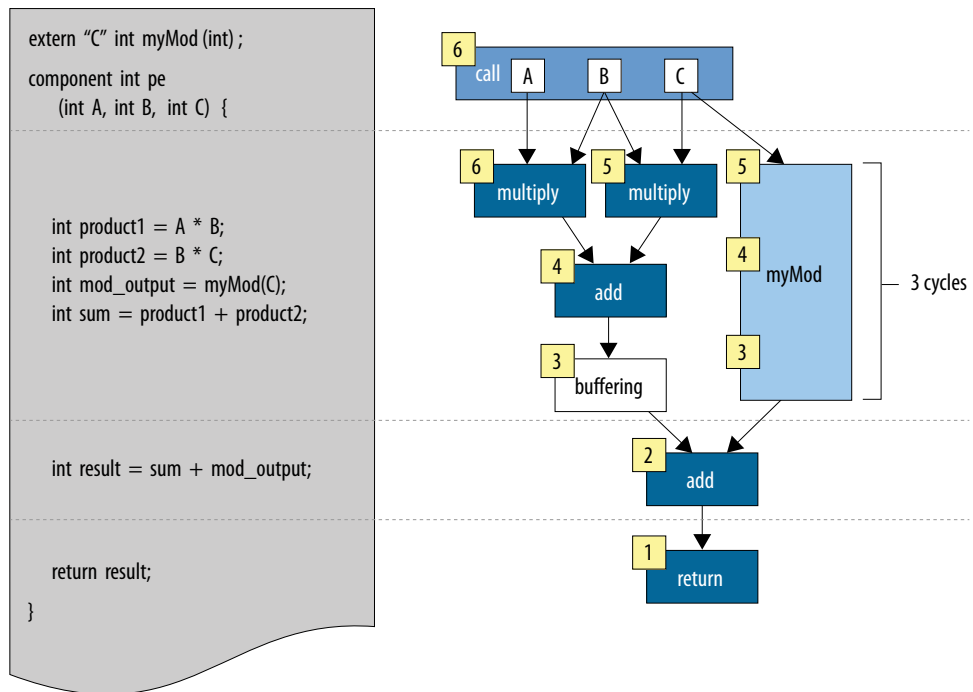 extern “C” int myMod (int) ;
component int pe
(int A, int B, int C) {
int product1 = A * B;
int product2 = B * C;
int mod_output = myMod(C);
int sum = product1 + product2;
int result = sum + mod_output;
return result;
}
6
call
A
B
C
6
multiply
5
multiply
5
4
myMod
3
3 cycles
4
add
3
buffering
2
add
1
return